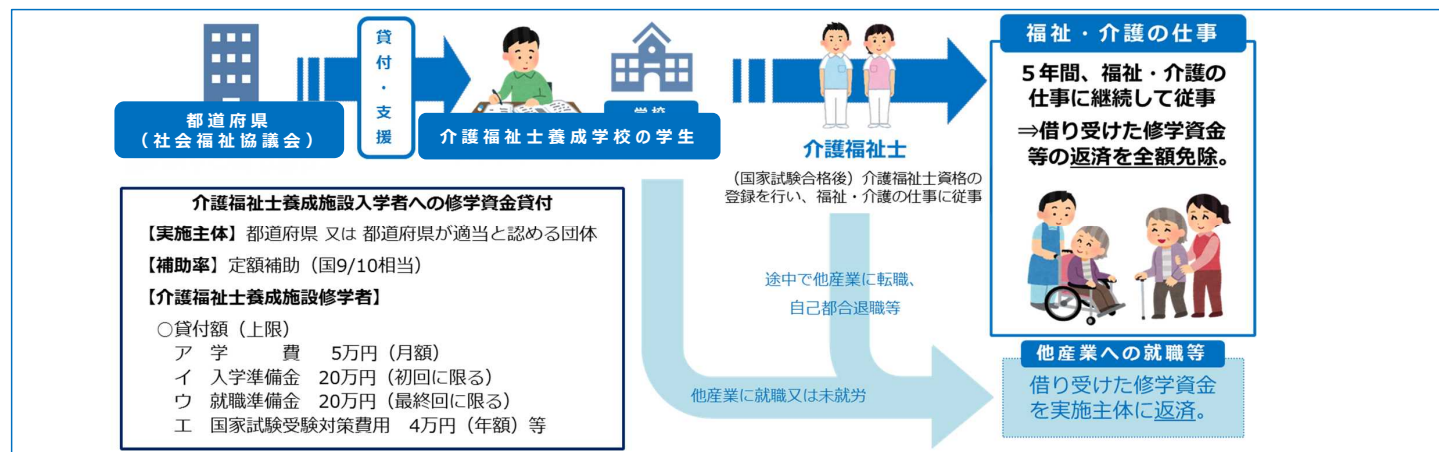 都道府県
（社会福祉協議会）
貸付・支援
学校
介護福祉士養成学校の学生
介護福祉士
（国家試験合格後）介護福祉士資格の
登録を行い、福祉・介護の仕事に従事
福祉・介護の仕事
５年間、福祉・介護の
仕事に継続して従事
⇒借り受けた修学資金
等の返済を全額免除。
介護福祉士養成施設入学者への修学資金貸付
【実施主体】都道府県 又は 都道府県が適当と認める団体
【補助率】定額補助（国9/10相当）
【介護福祉士養成施設修学者】
○貸付額（上限）
ア　学　　費　5万円（月額）
イ　入学準備金　20万円（初回に限る）
ウ　就職準備金　20万円（最終回に限る）
エ　国家試験受験対策費用　4万円（年額）等
途中で他産業に転職、
自己都合退職等
他産業に就職又は未就労
他産業への就職等
借り受けた修学資金
を実施主体に返済。